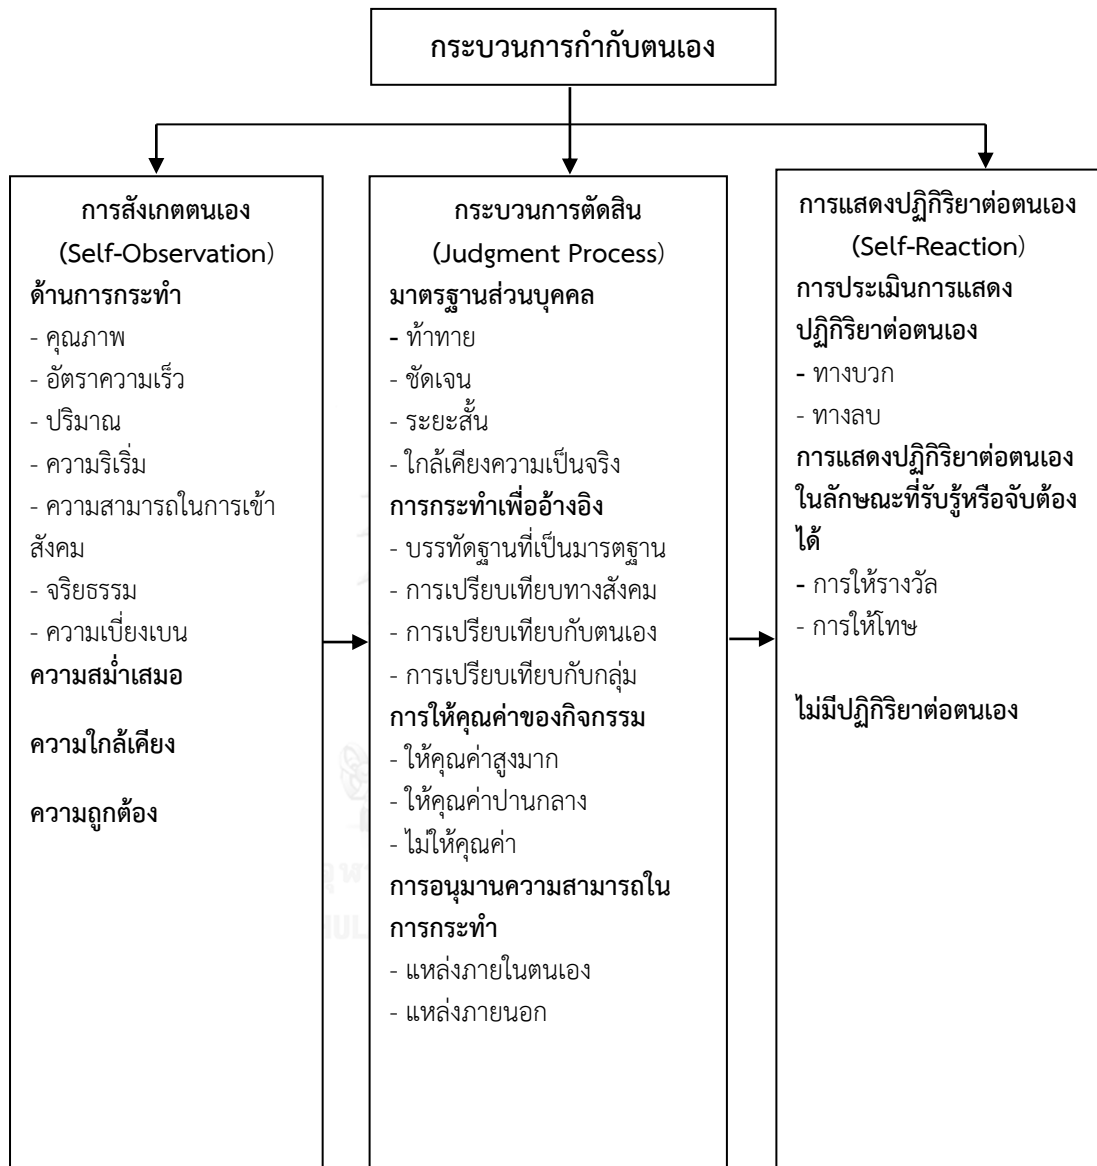 กระบวนการกำกับตนเอง
การสังเกตตนเอง
(Self-Observation)
ด้านการกระทำ
- คุณภาพ
- อัตราความเร็ว
- ปริมาณ
- ความริเริ่ม
- ความสามารถในการเข้า
สังคม
- จริยธรรม
- ความเบี่ยงเบน
ความสม่ำเสมอ
ความใกล้เคียง
ความถูกต้อง
กระบวนการตัดสิน
(Judgment Process)
มาตรฐานส่วนบุคคล
- ท้าทาย
- ชัดเจน
- ระยะสั้น
- ใกล้เคียงความเป็นจริง
การกระทำเพื่ออ้างอิง
- บรรทัดฐานที่เป็นมารตฐาน
- การเปรียบเทียบทางสังคม
- การเปรียบเทียบกับตนเอง
- การเปรียบเทียบกับกลุ่ม
การให้คุณค่าของกิจกรรม
- ให้คุณค่าสูงมาก
- ให้คุณค่าปานกลาง
- ไม่ให้คุณค่า
การอนุมานความสามารถใน
การกระทำ
- แหล่งภายในตนเอง
- แหล่งภายนอก
การแสดงปฏิกิริยาต่อตนเอง
(Self-Reaction)
การประเมินการแสดง
ปฏิกิริยาต่อตนเอง
- ทางบวก
- ทางลบ
การแสดงปฏิกิริยาต่อตนเอง
ในลักษณะที่รับรู้หรือจับต้อง
ได้
- การให้รางวัล
- การให้โทษ
ไม่มีปฏิกิริยาต่อตนเอง